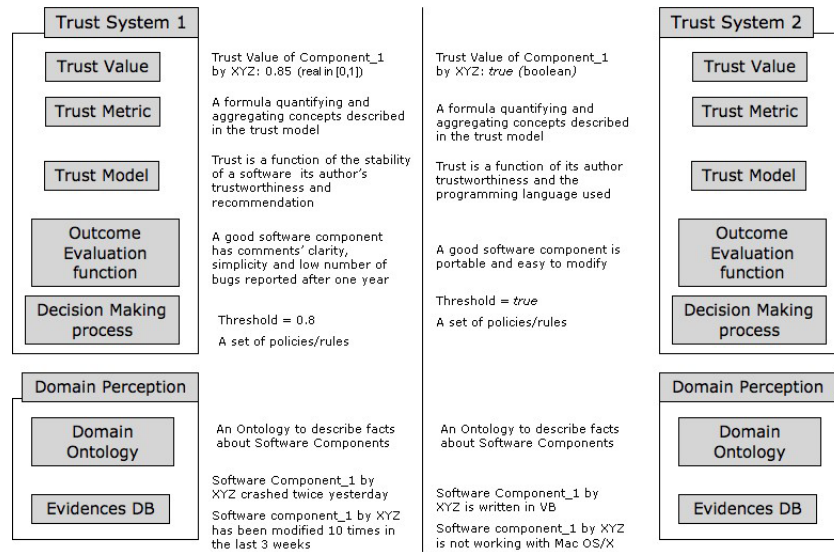 Trust System 1
Trust Value
Trust Value of Component_1
by XYZ: 0.85 (real in [0,1])
Trust Metric
A formula quantifying and
aggregating concepts described
in the trust model
Trust Model
Trust is a function of the stability
of a software its author's
trustworthiness and
recommendation
Outcome
Evaluation
function
A good software component
has comments' clarity,
simplicity and low number of
bugs reported after one year
Decision Making
process
Threshold = 0.8
A set of policies/rules
Domain Perception
Domain
Ontology
An Ontology to describe facts
about Software Components
Evidences DB
Software Component_1 by
XYZ crashed twice yesterday
Software component_1 by XYZ
has been modified 10 times in
the last 3 weeks
Trust System 2
Trust Value of Component_1
by XYZ: true (boolean)
Trust Value
A formula quantifying and
aggregating concepts described
in the trust model
Trust Metric
Trust is a function of its author
trustworthiness and the
programming language used
Trust Model
A good software component is
portable and easy to modify
Outcome
Evaluation
function
Threshold = true
A set of policies/rules
Decision Making
process
Domain Perception
An Ontology to describe facts
about Software Components
Domain
Ontology
Software Component_1 by
XYZ is written in VB
Software component_1 by XYZ
is not working with Mac OS/X
Evidences DB